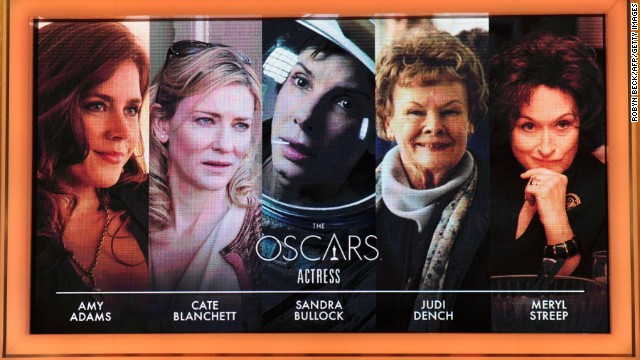 THE
OSCARS.
ACTRESS
AMY
ADAMS
CATE
BLANCHETT
SANDRA
BULLOCK
JUDI
DENCH
MERYL
STREEP
ROBYN BECK/AFP/GETTY IMAGES